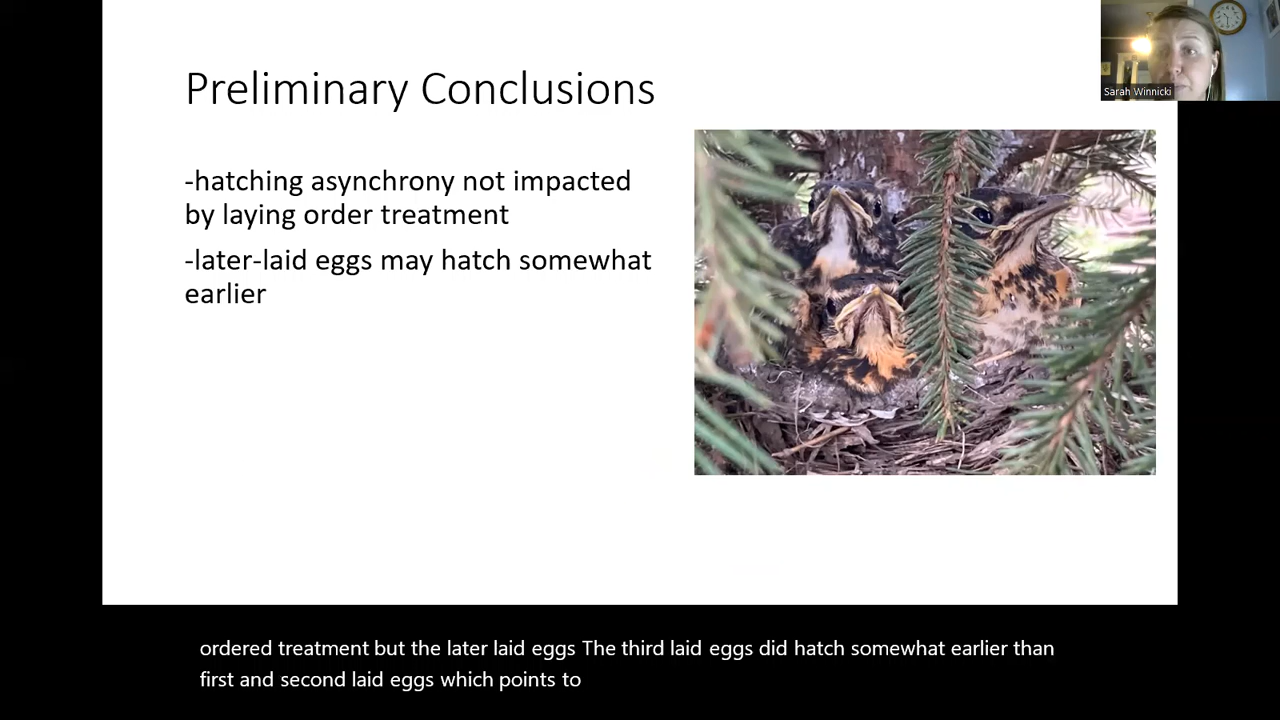 Preliminary Conclusions
Sarah Winnicki
-hatching asynchrony not impacted
by laying order treatment
-later-laid eggs may hatch somewhat
earlier
ordered treatment but the later laid eggs The third laid eggs did hatch somewhat earlier than
first and second laid eggs which points to